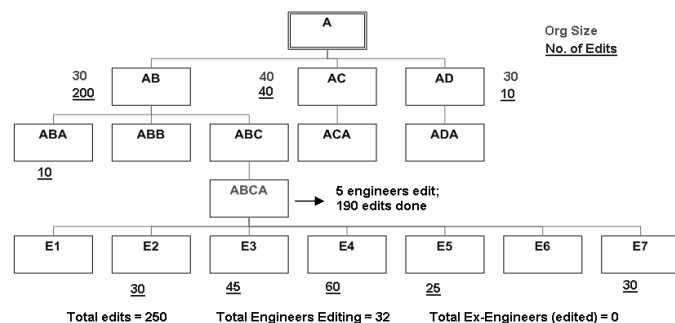 A
Org Size
No. of Edits
30
200
AB
40
40
AC
AD
30
10
ABA
ABB
ABC
ACA
ADA
10
ABCA
5 engineers edit;
190 edits done
E1
E2
E3
E4
E5
E6
E7
30
45
60
25
30
Total edits = 250
Total Engineers Editing = 32
Total Ex-Engineers (edited) = 0